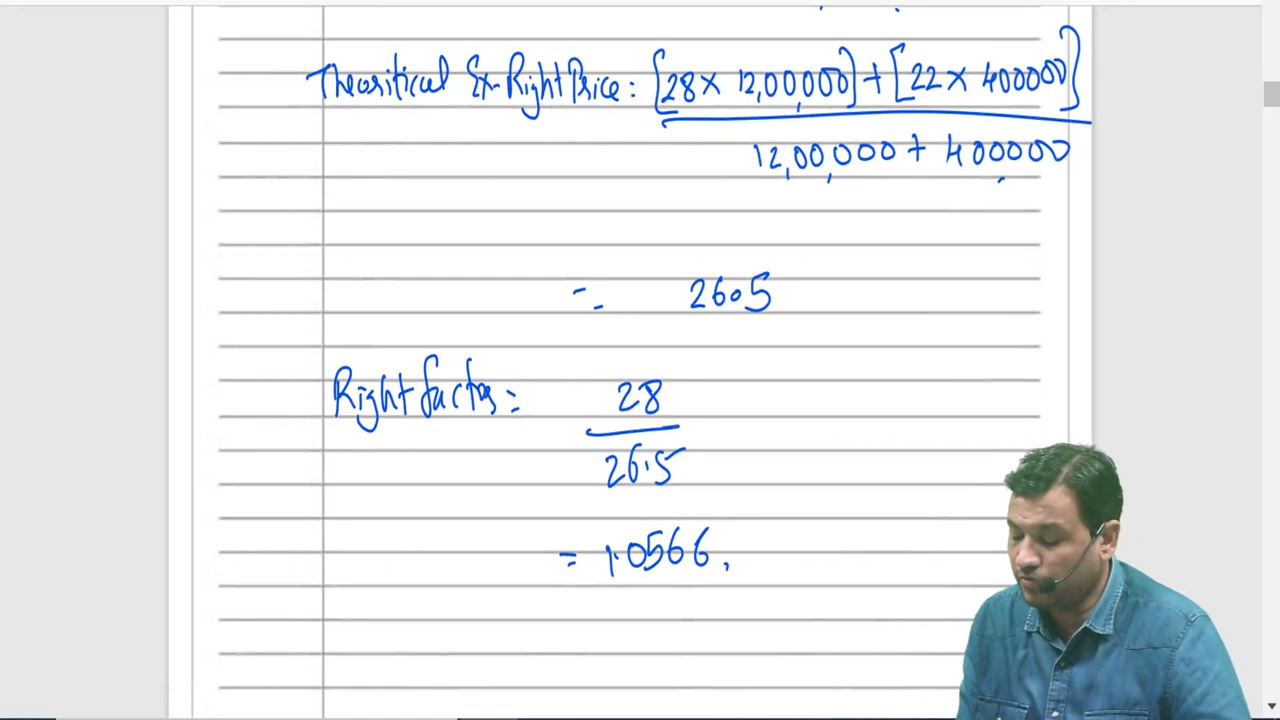 Theoritical Ex-Right Price: [28 × 12,00,000] + [22 × 400000]
12,00,000 + 400000
= 26.5
Right factor = 28
26.5
= 1.0566,